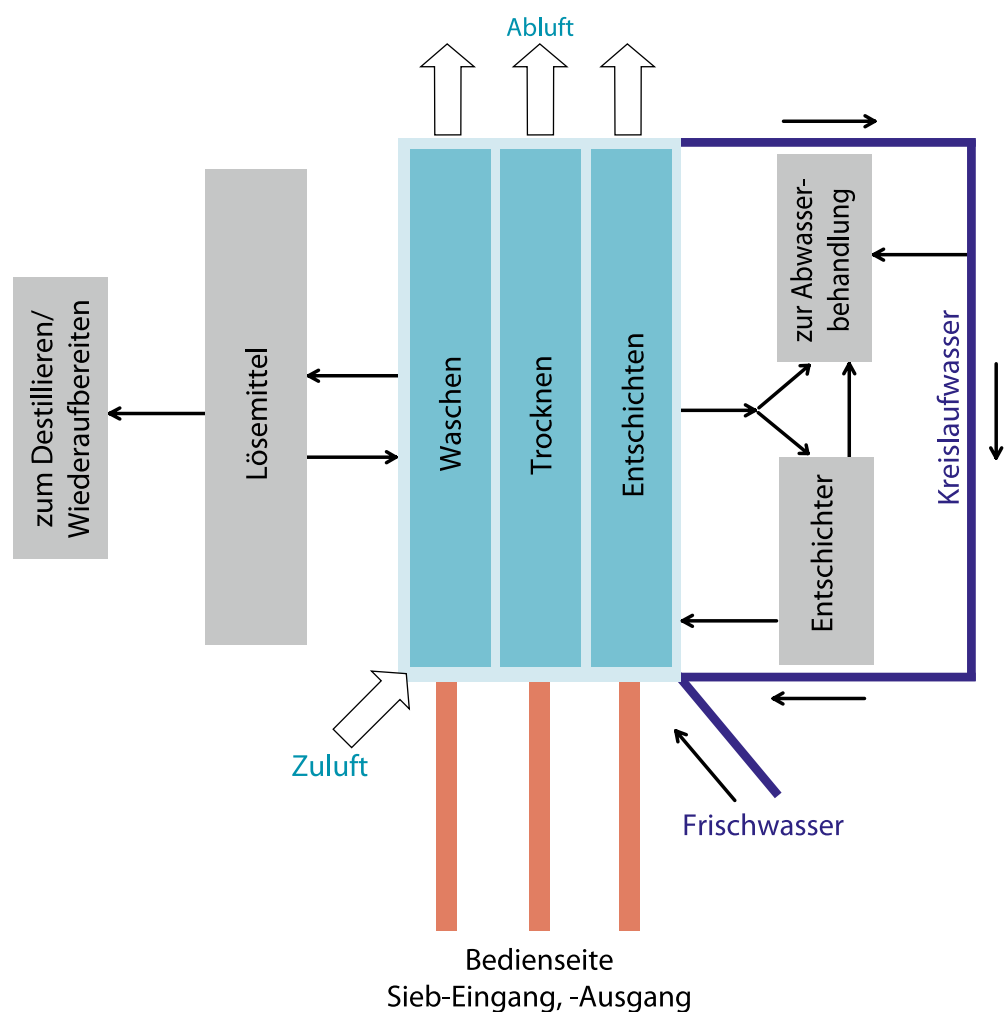 Abluft
zum Destillieren/
Wiederaufbereiten
Lösemittel
Waschen
Trocknen
Entschichten
zur Abwasser-
behandlung
Entschichter
Kreislaufwasser
Zuluft
Frischwasser
Bedienseite
Sieb-Eingang, -Ausgang